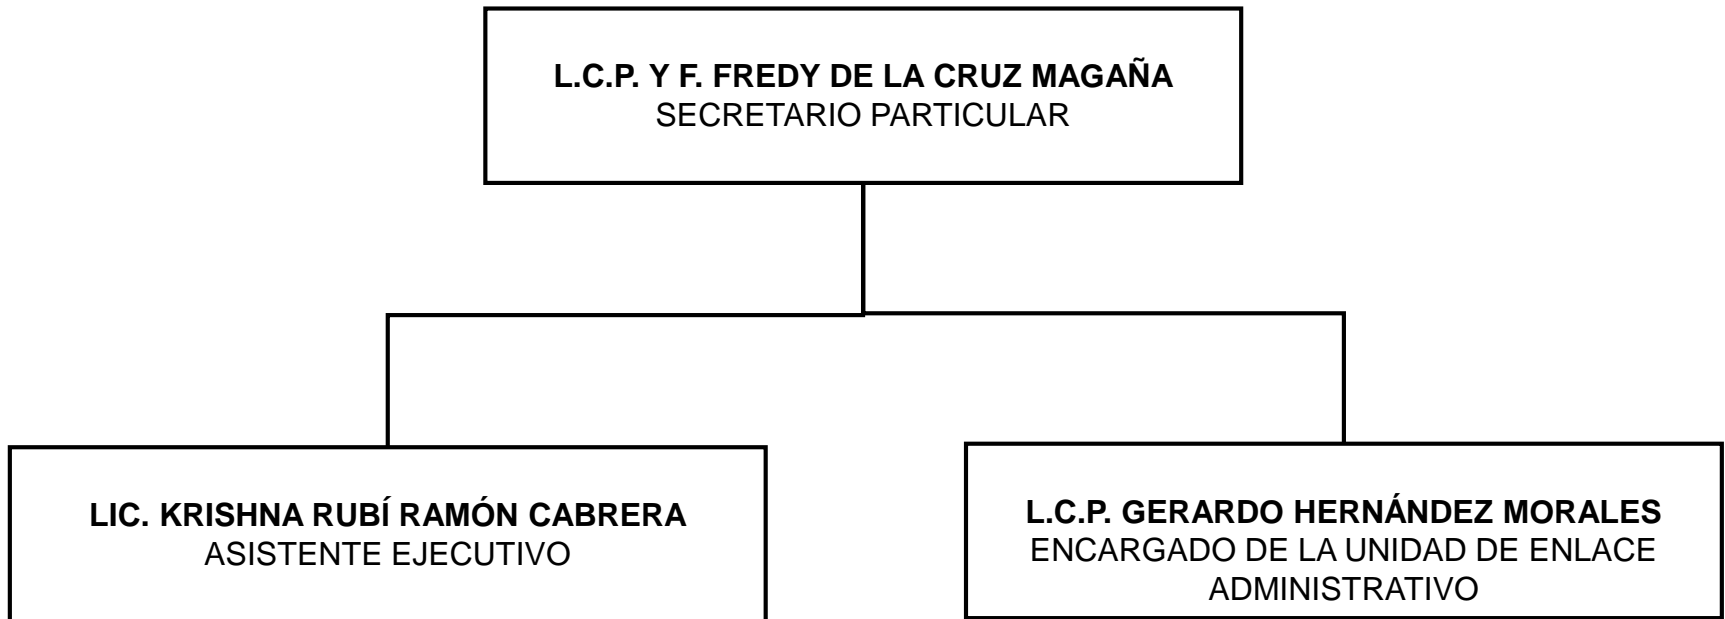 L.C.P. Y F. FREDY DE LA CRUZ MAGAÑA
SECRETARIO PARTICULAR
LIC. KRISHNA RUBÍ RAMÓN CABRERA
ASISTENTE EJECUTIVO
L.C.P. GERARDO HERNÁNDEZ MORALES
ENCARGADO DE LA UNIDAD DE ENLACE
ADMINISTRATIVO